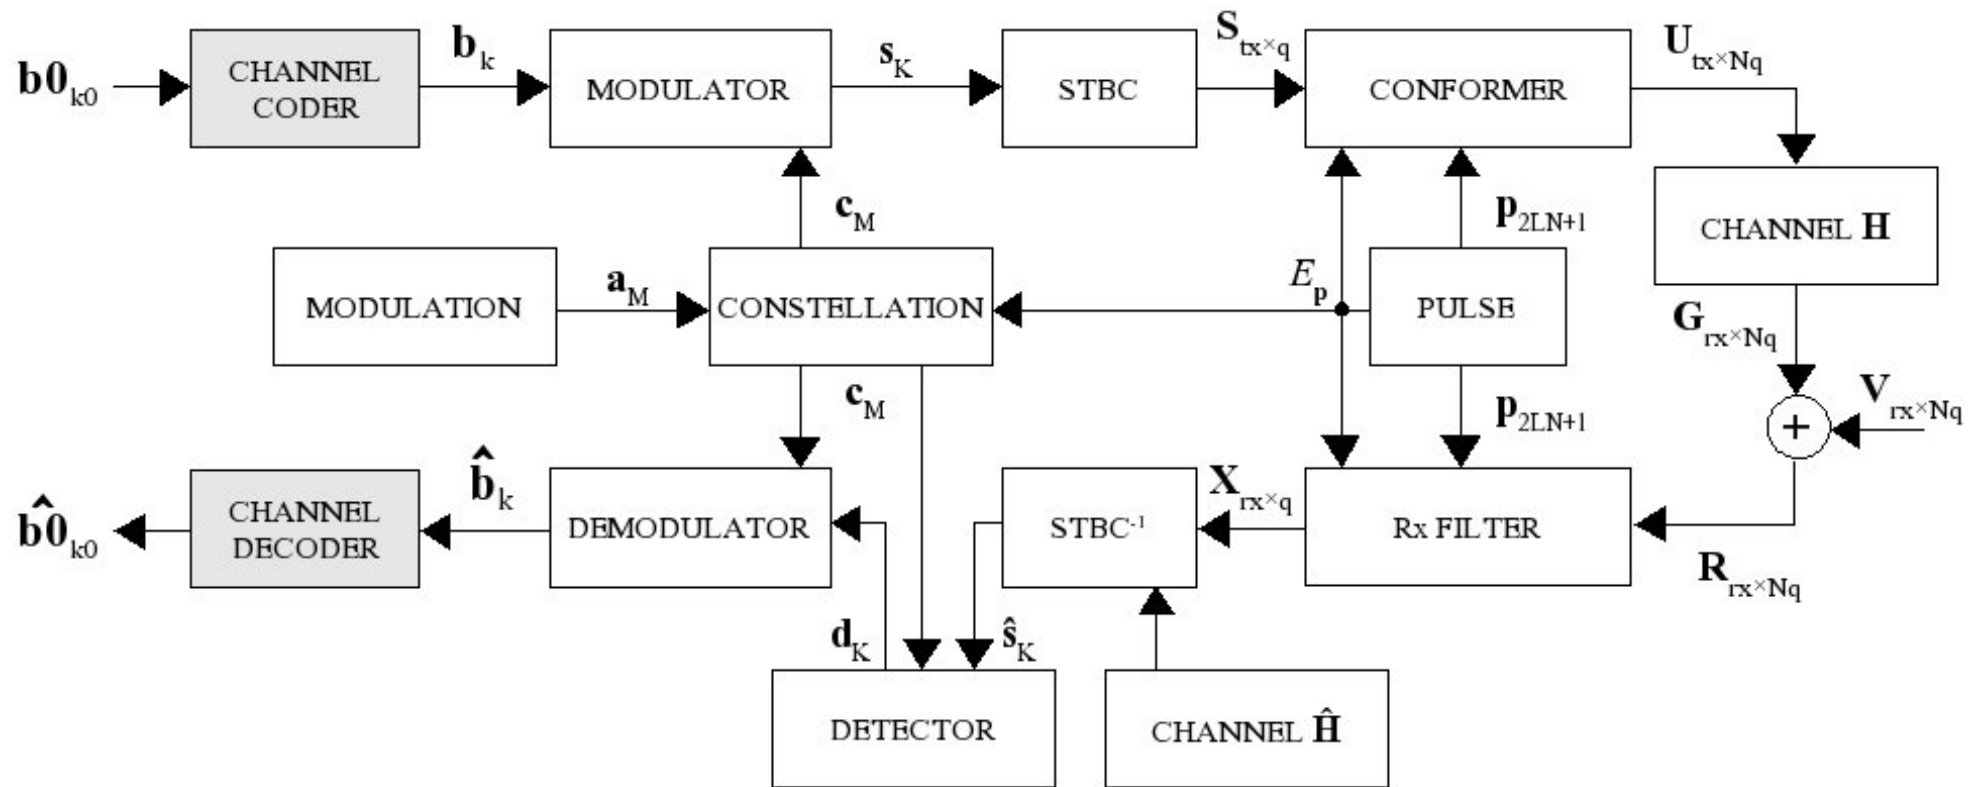 b0k0
CHANNEL
CODER
bk
MODULATOR
sK
STBC
Stx×q
CONFORMER
Utx×Nq
CHANNEL H
cM
p2LN+1
MODULATION
aM
CONSTELLATION
Ep
PULSE
Grx×Nq
cM
p2LN+1
+
Vrx×Nq
b̂0k0
CHANNEL
DECODER
b̂k
DEMODULATOR
STBC-1
Xrx×q
Rx FILTER
Rrx×Nq
dK
ŝK
DETECTOR
CHANNEL Ĥ